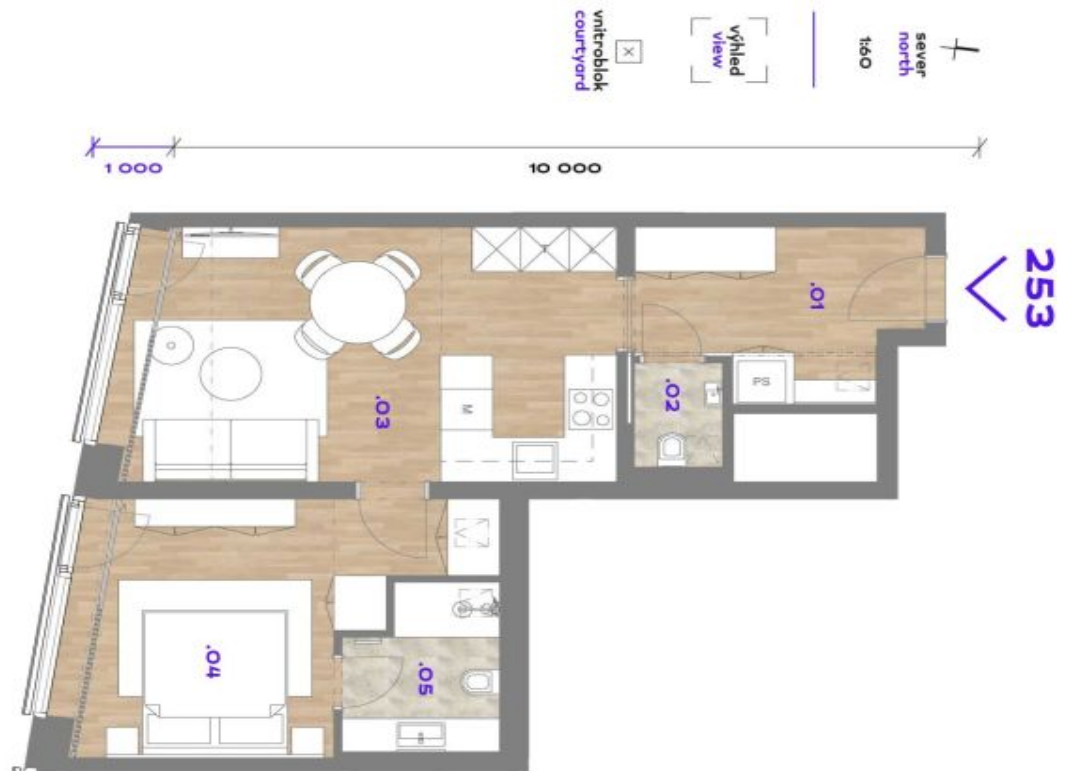 sever
north
1:60
výhled
view
vnitroblok
courtyard
X
1 000
10 000
253
.01
PS
.02
.03
M
.04
.05